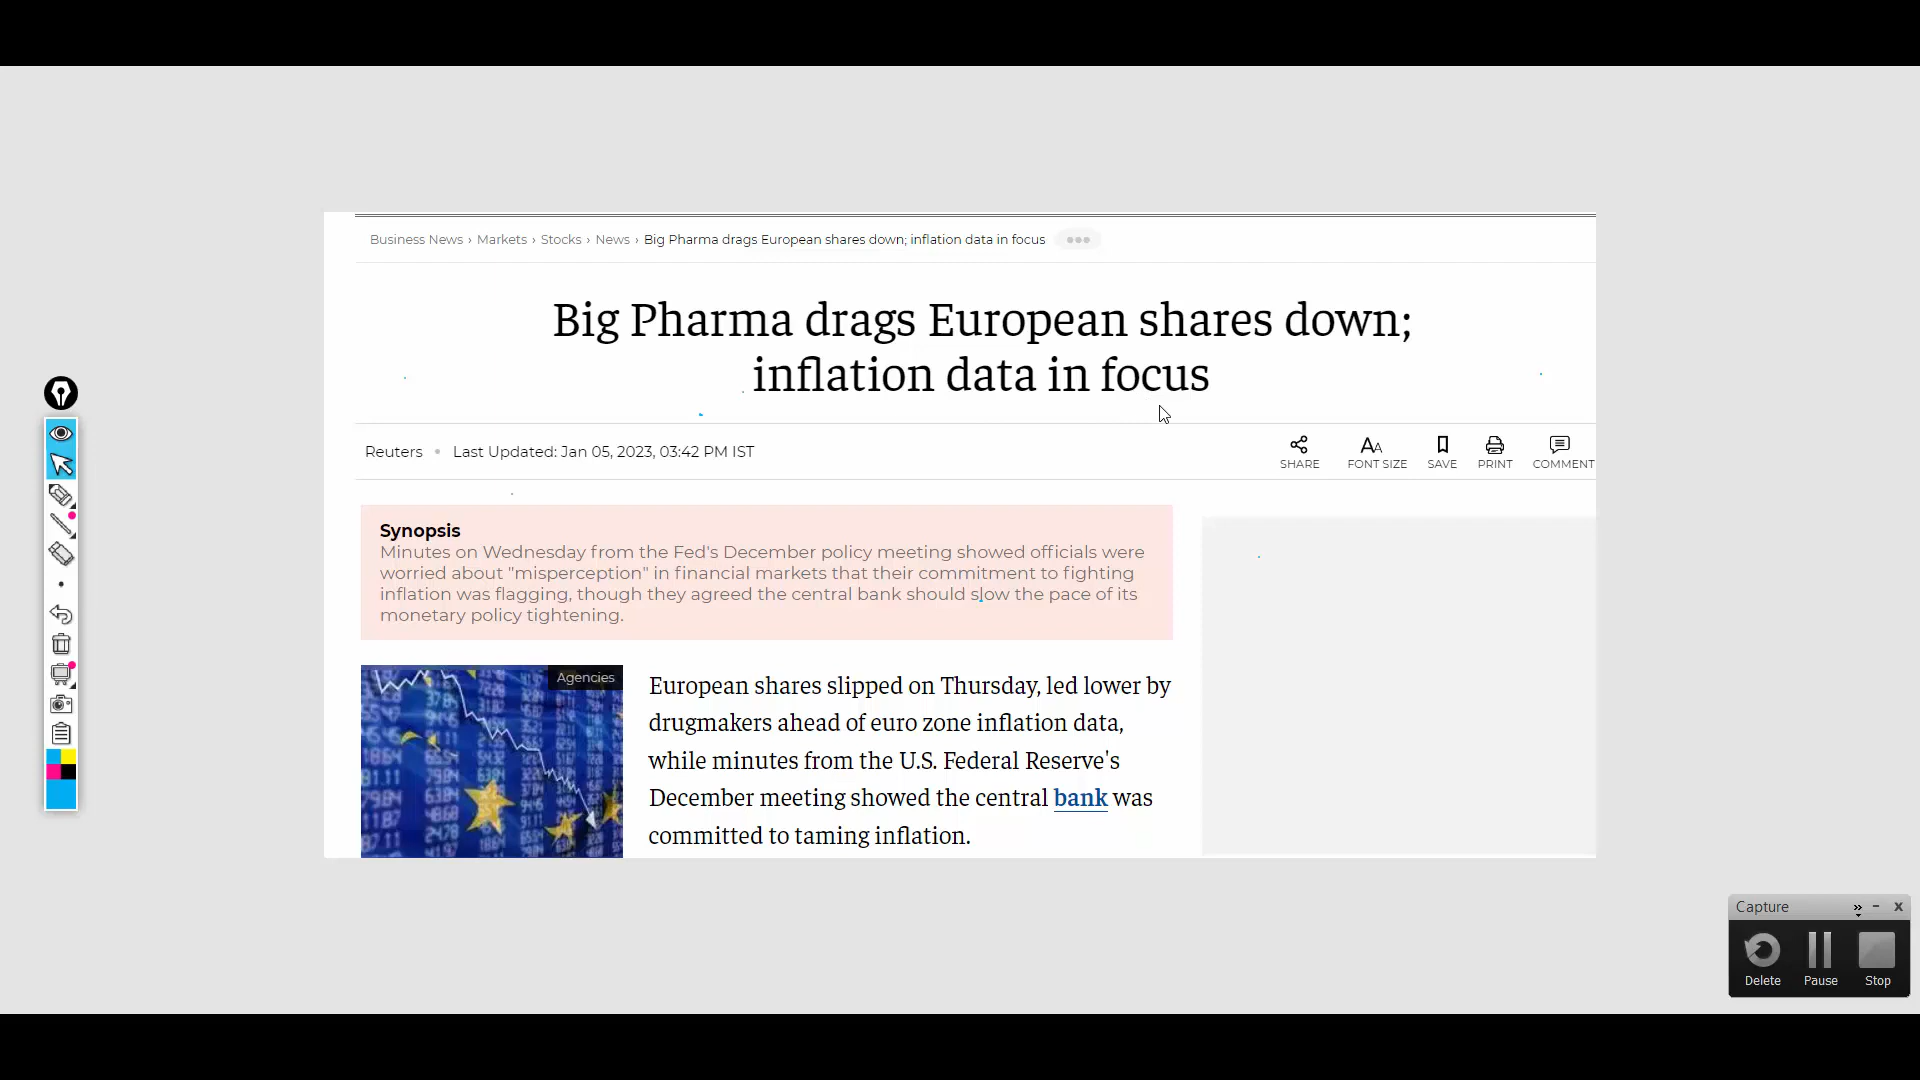 Business News › Markets › Stocks › News › Big Pharma drags European shares down; inflation data in focus
Big Pharma drags European shares down;
inflation data in focus
Reuters • Last Updated: Jan 05, 2023, 03:42 PM IST
SHARE
AA FONT SIZE
SAVE
PRINT
COMMENT
Synopsis
Minutes on Wednesday from the Fed's December policy meeting showed officials were
worried about "misperception" in financial markets that their commitment to fighting
inflation was flagging, though they agreed the central bank should slow the pace of its
monetary policy tightening.
Agencies
European shares slipped on Thursday, led lower by
drugmakers ahead of euro zone inflation data,
while minutes from the U.S. Federal Reserve's
December meeting showed the central bank was
committed to taming inflation.
Capture
Delete Pause Stop